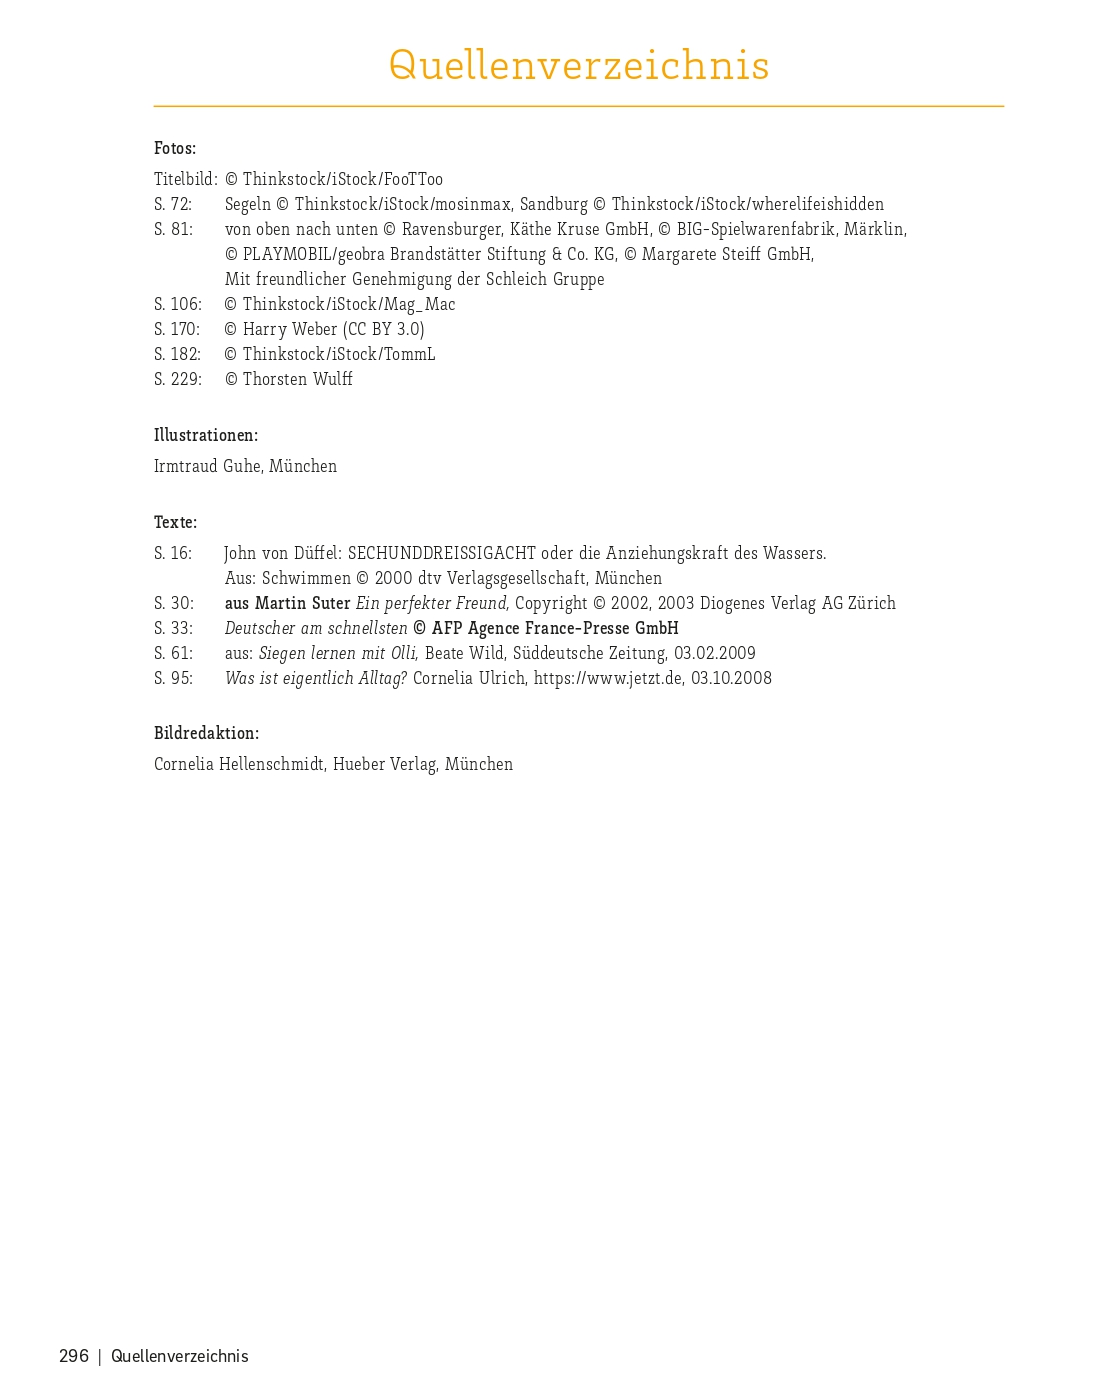 Quellenverzeichnis
Fotos:
Titelbild: © Thinkstock/iStock/FooTToo
S. 72: Segeln © Thinkstock/iStock/mosinmax, Sandburg © Thinkstock/iStock/wherelifeishidden
S. 81: von oben nach unten © Ravensburger, Käthe Kruse GmbH, © BIG-Spielwarenfabrik, Märklin,
© PLAYMOBIL/geobra Brandstätter Stiftung & Co. KG, © Margarete Steiff GmbH,
Mit freundlicher Genehmigung der Schleich Gruppe
S. 106: © Thinkstock/iStock/Mag_Mac
S. 170: © Harry Weber (CC BY 3.0)
S. 182: © Thinkstock/iStock/TommL
S. 229: © Thorsten Wulff
Illustrationen:
Irmtraud Guhe, München
Texte:
S. 16: John von Düffel: SECHUNDDREISSIGACHT oder die Anziehungskraft des Wassers.
Aus: Schwimmen © 2000 dtv Verlagsgesellschaft, München
S. 30: aus Martin Suter Ein perfekter Freund, Copyright © 2002, 2003 Diogenes Verlag AG Zürich
S. 33: Deutscher am schnellsten © AFP Agence France-Presse GmbH
S. 61: aus: Siegen lernen mit Olli, Beate Wild, Süddeutsche Zeitung, 03.02.2009
S. 95: Was ist eigentlich Alltag? Cornelia Ulrich, https://www.jetzt.de, 03.10.2008
Bildredaktion:
Cornelia Hellenschmidt, Hueber Verlag, München
296 | Quellenverzeichnis